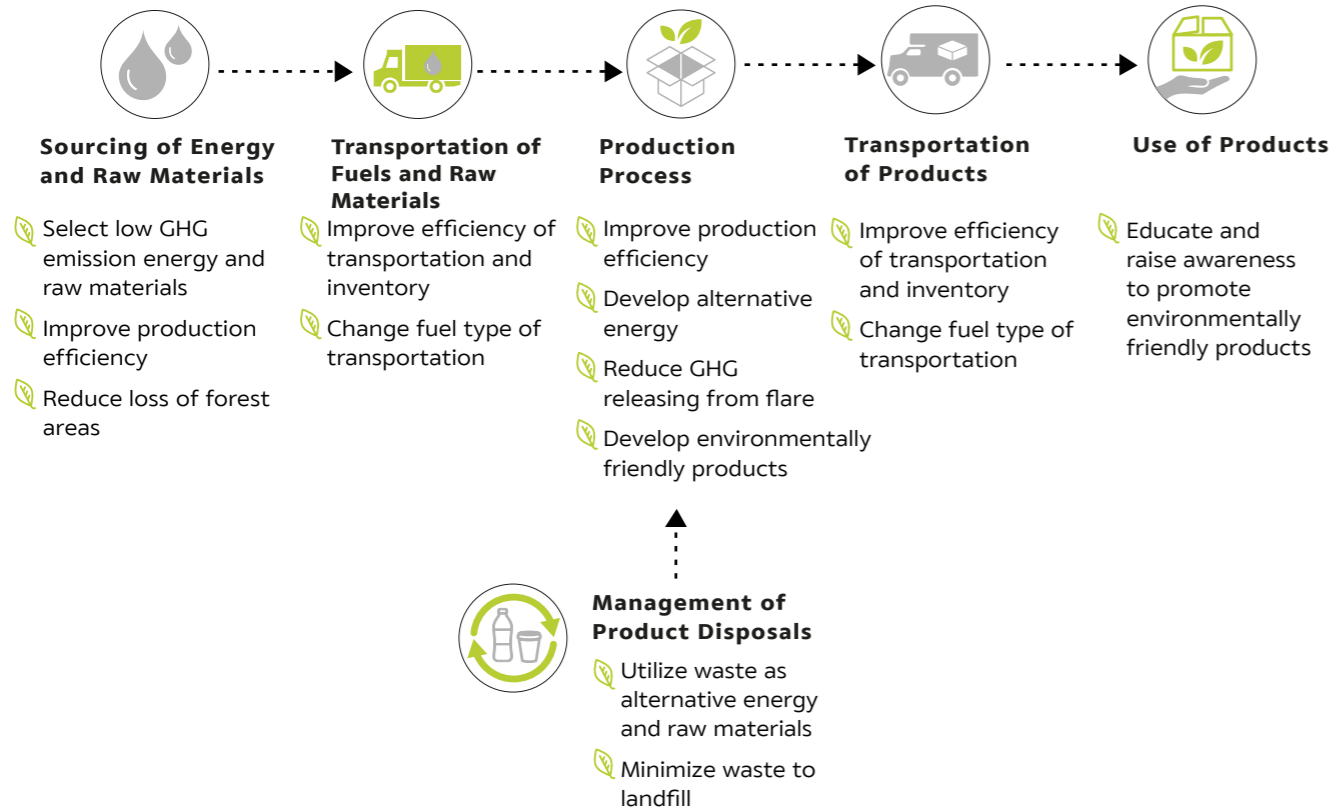 Sourcing of Energy
and Raw Materials
Select low GHG
emission energy and
raw materials
Improve production
efficiency
Reduce loss of forest
areas
Transportation of
Fuels and Raw
Materials
Improve efficiency of
transportation and
inventory
Change fuel type of
transportation
Production
Process
Improve production
efficiency
Develop alternative
energy
Reduce GHG
releasing from flare
Develop environmentally
friendly products
Transportation
of Products
Improve efficiency
of transportation
and inventory
Change fuel type of
transportation
Use of Products
Educate and
raise awareness
to promote
environmentally
friendly products
Management of
Product Disposals
Utilize waste as
alternative energy
and raw materials
Minimize waste to
landfill